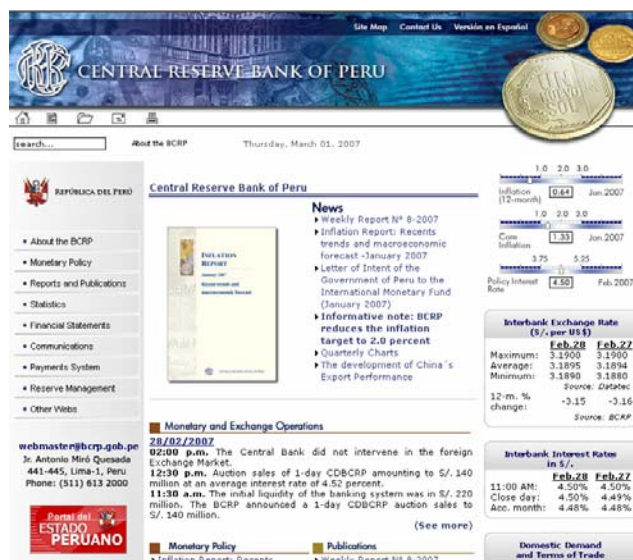 Site Map Contact Us Versión en Español
CENTRAL RESERVE BANK OF PERU
UN
NUEVO
SOL
search...
About the BCRP
Thursday, March 01, 2007
REPÚBLICA DEL PERÚ
About the BCRP
Monetary Policy
Reports and Publications
Statistics
Financial Statements
Communications
Payments System
Reserve Management
Other Webs
webmaster@bcrp.gob.pe
Jr. Antonio Miró Quesada
441-445, Lima-1, Peru
Phone: (511) 613 2000
Portal del
ESTADO
PERUANO
Central Reserve Bank of Peru
INFLATION
REPORT
January 2007
Recent trends and
macroeconomic forecast
News
Weekly Report N° 8-2007
Inflation Report: Recents
trends and macroeconomic
forecast -January 2007
Letter of Intent of the
Government of Peru to the
International Monetary Fund
(January 2007)
Informative note: BCRP
reduces the inflation
target to 2.0 percent
Quarterly Charts
The development of China´s
Export Performance
Monetary and Exchange Operations
28/02/2007
02:00 p.m. The Central Bank did not intervene in the foreign
Exchange Market.
12:30 p.m. Auction sales of 1-day CDBCRP amounting to S/. 140
million at an average interest rate of 4.52 percent.
11:30 a.m. The initial liquidity of the banking system was in S/. 220
million. The BCRP announced a 1-day CDBCRP auction sales to
S/. 140 million.
(See more)
Monetary Policy
Inflation Report: Recents
Publications
Weekly Report N° 8-2007
1.0 2.0 3.0
Inflation
(12-month) 0.64 Jan.2007
1.0 2.0 3.0
Core
Inflation 1.33 Jan.2007
3.75 5.25
Policy Interest
Rate 4.50 Feb.2007
Interbank Exchange Rate
(S/. per US$)
Feb.28 Feb.27
Maximum: 3.1900 3.1900
Average: 3.1895 3.1894
Minimum: 3.1890 3.1880
Source: Datatec
12-m. %
change: -3.15 -3.16
Source: BCRP
Interbank Interest Rates
in S/.
Feb.28 Feb.27
11:00 AM: 4.50% 4.50%
Close day: 4.50% 4.49%
Acc. month: 4.48% 4.48%
Domestic Demand
and Terms of Trade